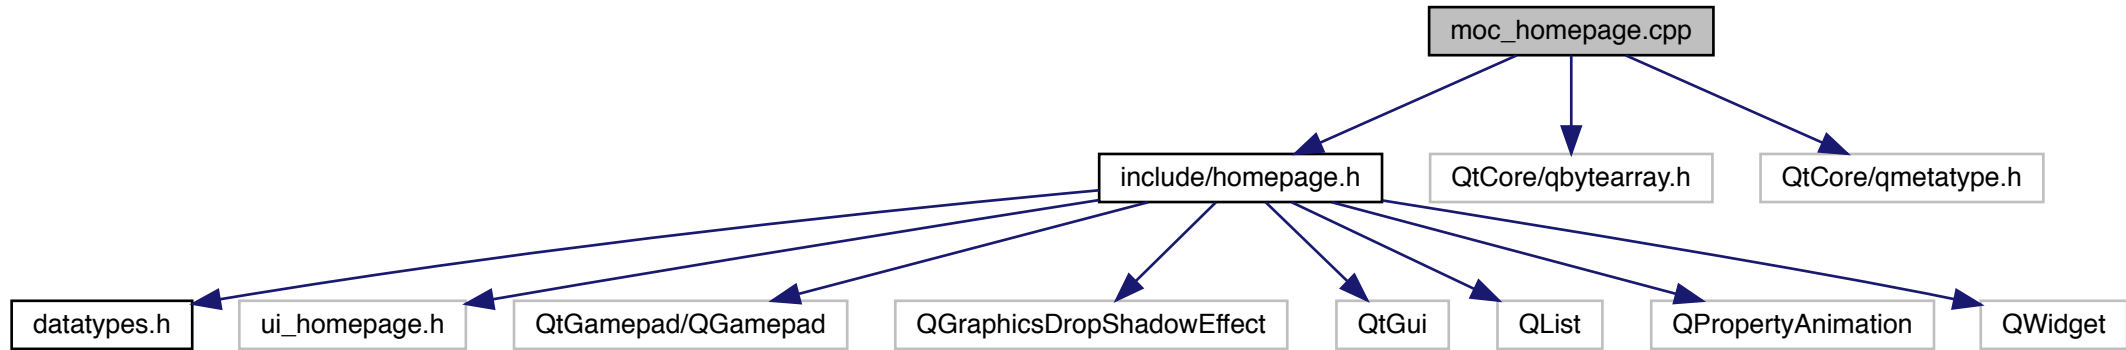 moc_homepage.cpp
include/homepage.h
QtCore/qbytearray.h
QtCore/qmetatype.h
datatypes.h
ui_homepage.h
QtGamepad/QGamepad
QGraphicsDropShadowEffect
QtGui
QList
QPropertyAnimation
QWidget